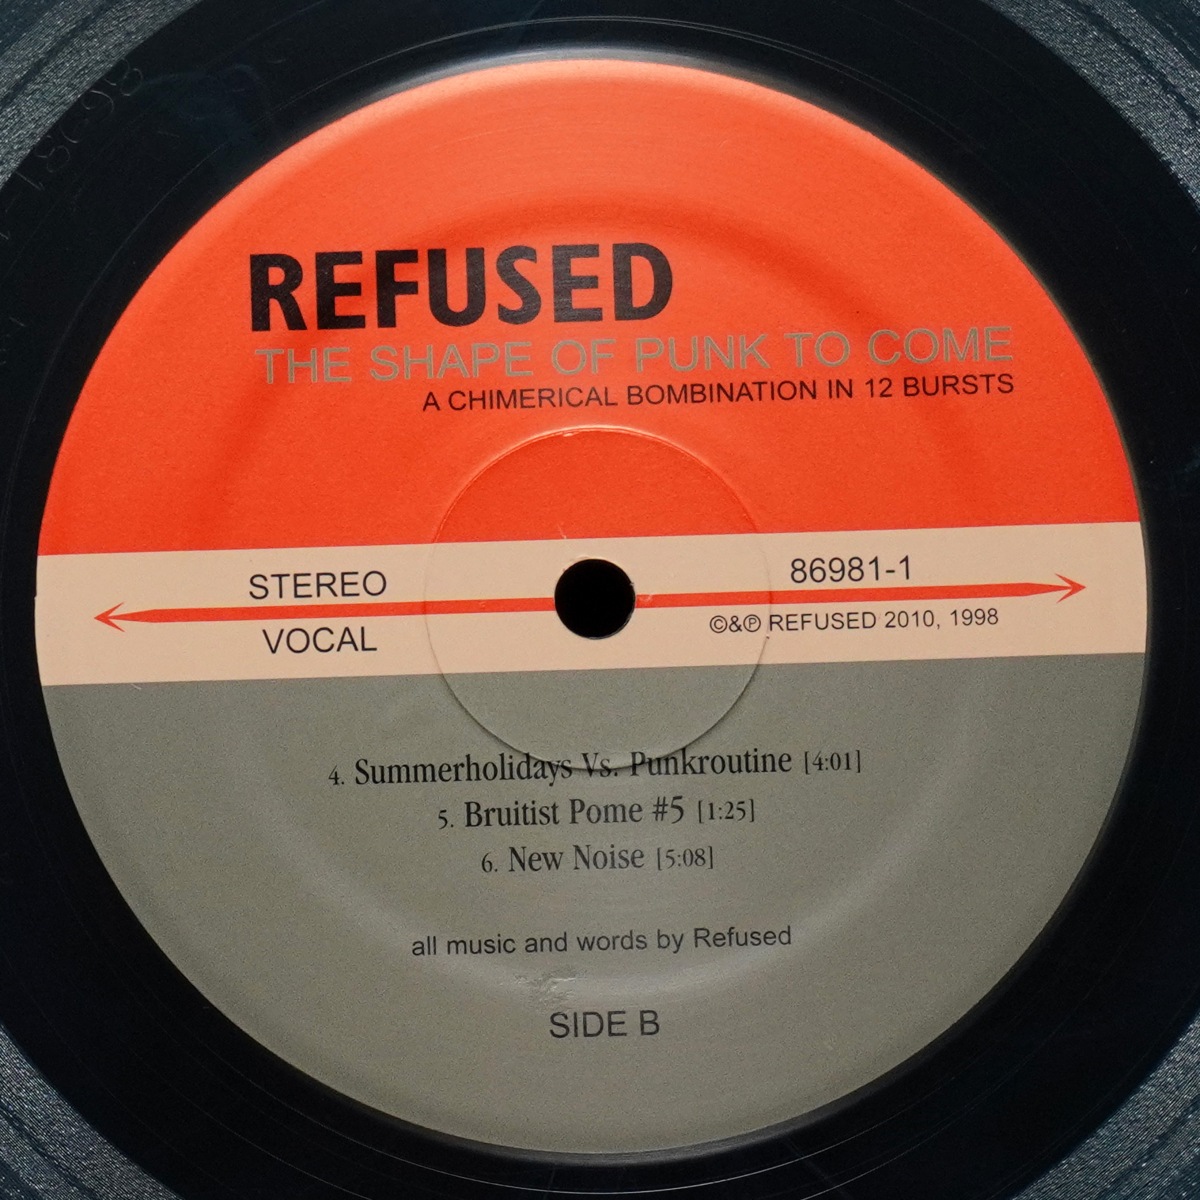 REFUSED
THE SHAPE OF PUNK TO COME
A CHIMERICAL BOMBINATION IN 12 BURSTS
STEREO
VOCAL
86981-1
©&℗ REFUSED 2010, 1998
4. Summerholidays Vs. Punkroutine [4:01]
5. Bruitist Pome #5 [1:25]
6. New Noise [5:08]
all music and words by Refused
SIDE B